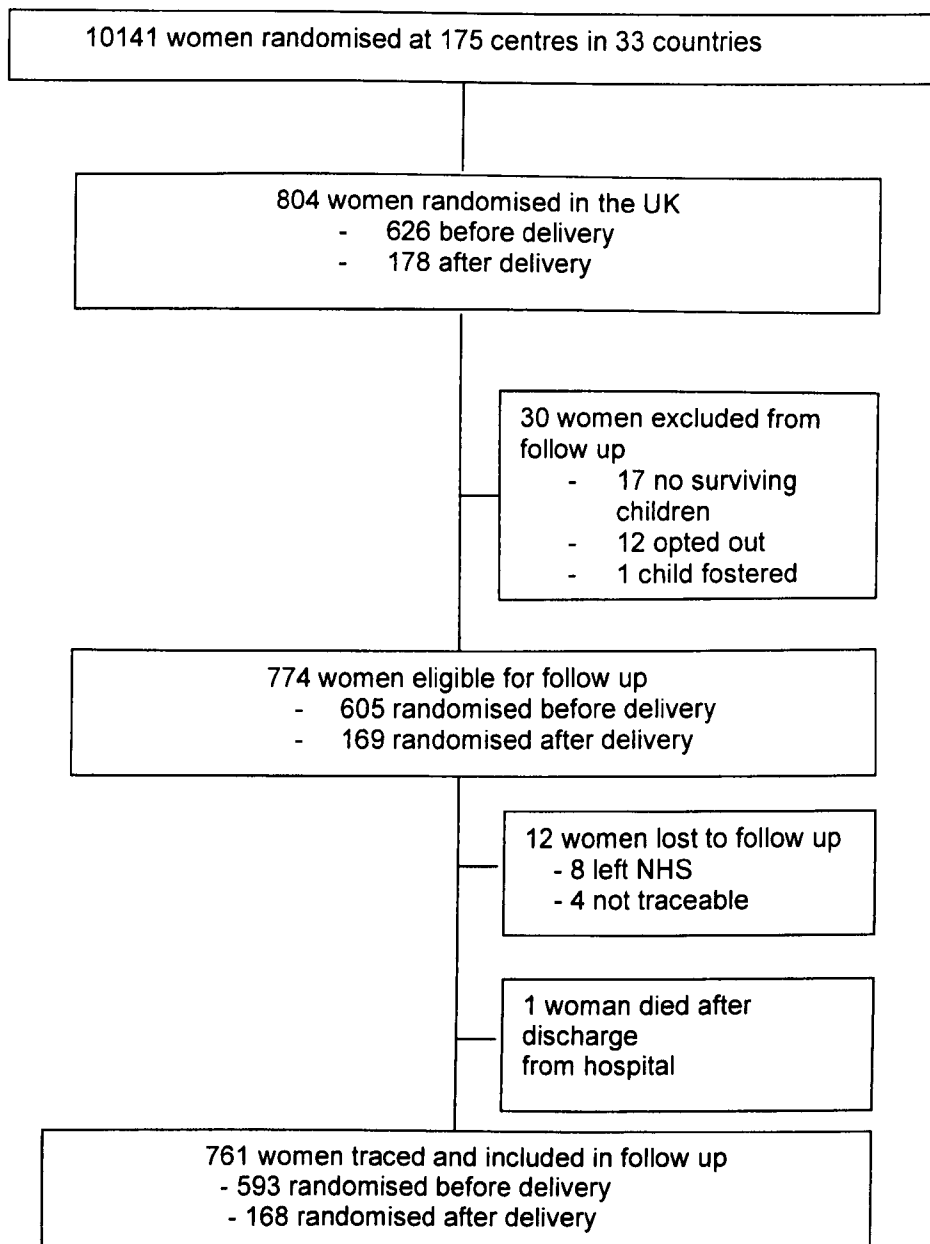 10141 women randomised at 175 centres in 33 countries
804 women randomised in the UK
- 626 before delivery
- 178 after delivery
30 women excluded from
follow up
- 17 no surviving
children
- 12 opted out
- 1 child fostered
774 women eligible for follow up
- 605 randomised before delivery
- 169 randomised after delivery
12 women lost to follow up
- 8 left NHS
- 4 not traceable
1 woman died after
discharge
from hospital
761 women traced and included in follow up
- 593 randomised before delivery
- 168 randomised after delivery